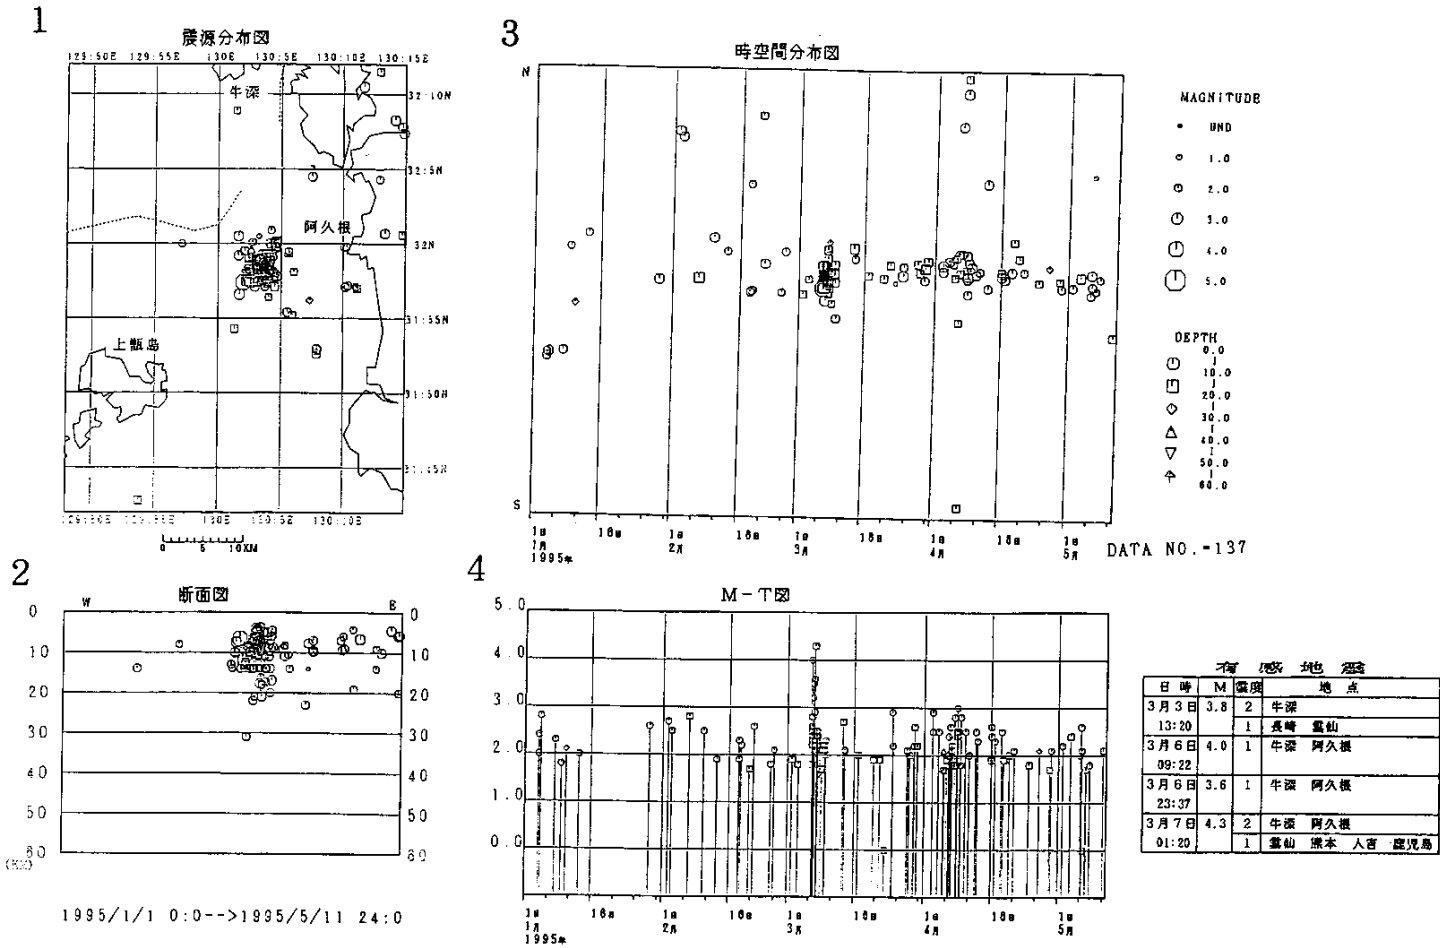 1
震源分布図
129:50E 129:55E 130E 130:5E 130:10E 130:15E
牛深
32:10N
32:5N
阿久根
32N
31:55N
上甑島
31:50N
31:45N
129:50E 129:55E 130E 130:5E 130:10E
0 5 10KM
3
時空間分布図
N
S
1日 16日 1日 16日 1日 16日 1日 16日 1日
1月 2月 3月 4月 5月
1995年
DATA NO.=137
MAGNITUDE
UND
1.0
2.0
3.0
4.0
5.0
DEPTH
0.0
10.0
20.0
30.0
40.0
50.0
60.0
2
断面図
W E
0 0
10 10
20 20
30 30
40 40
50 50
60 60
(KM)
1995/1/1 0:0-->1995/5/11 24:0
4
M-T図
5.0
4.0
3.0
2.0
1.0
0.0
1日 16日 1日 16日 1日 16日 1日 16日 1日
1月 2月 3月 4月 5月
1995年
有感地震
日時 M 震度 地点
3月3日 3.8 2 牛深
13:20 1 長崎 雲仙
3月6日 4.0 1 牛深 阿久根
09:22
3月6日 3.6 1 牛深 阿久根
23:37
3月7日 4.3 2 牛深 阿久根
01:20 1 雲仙 熊本 人吉 鹿児島